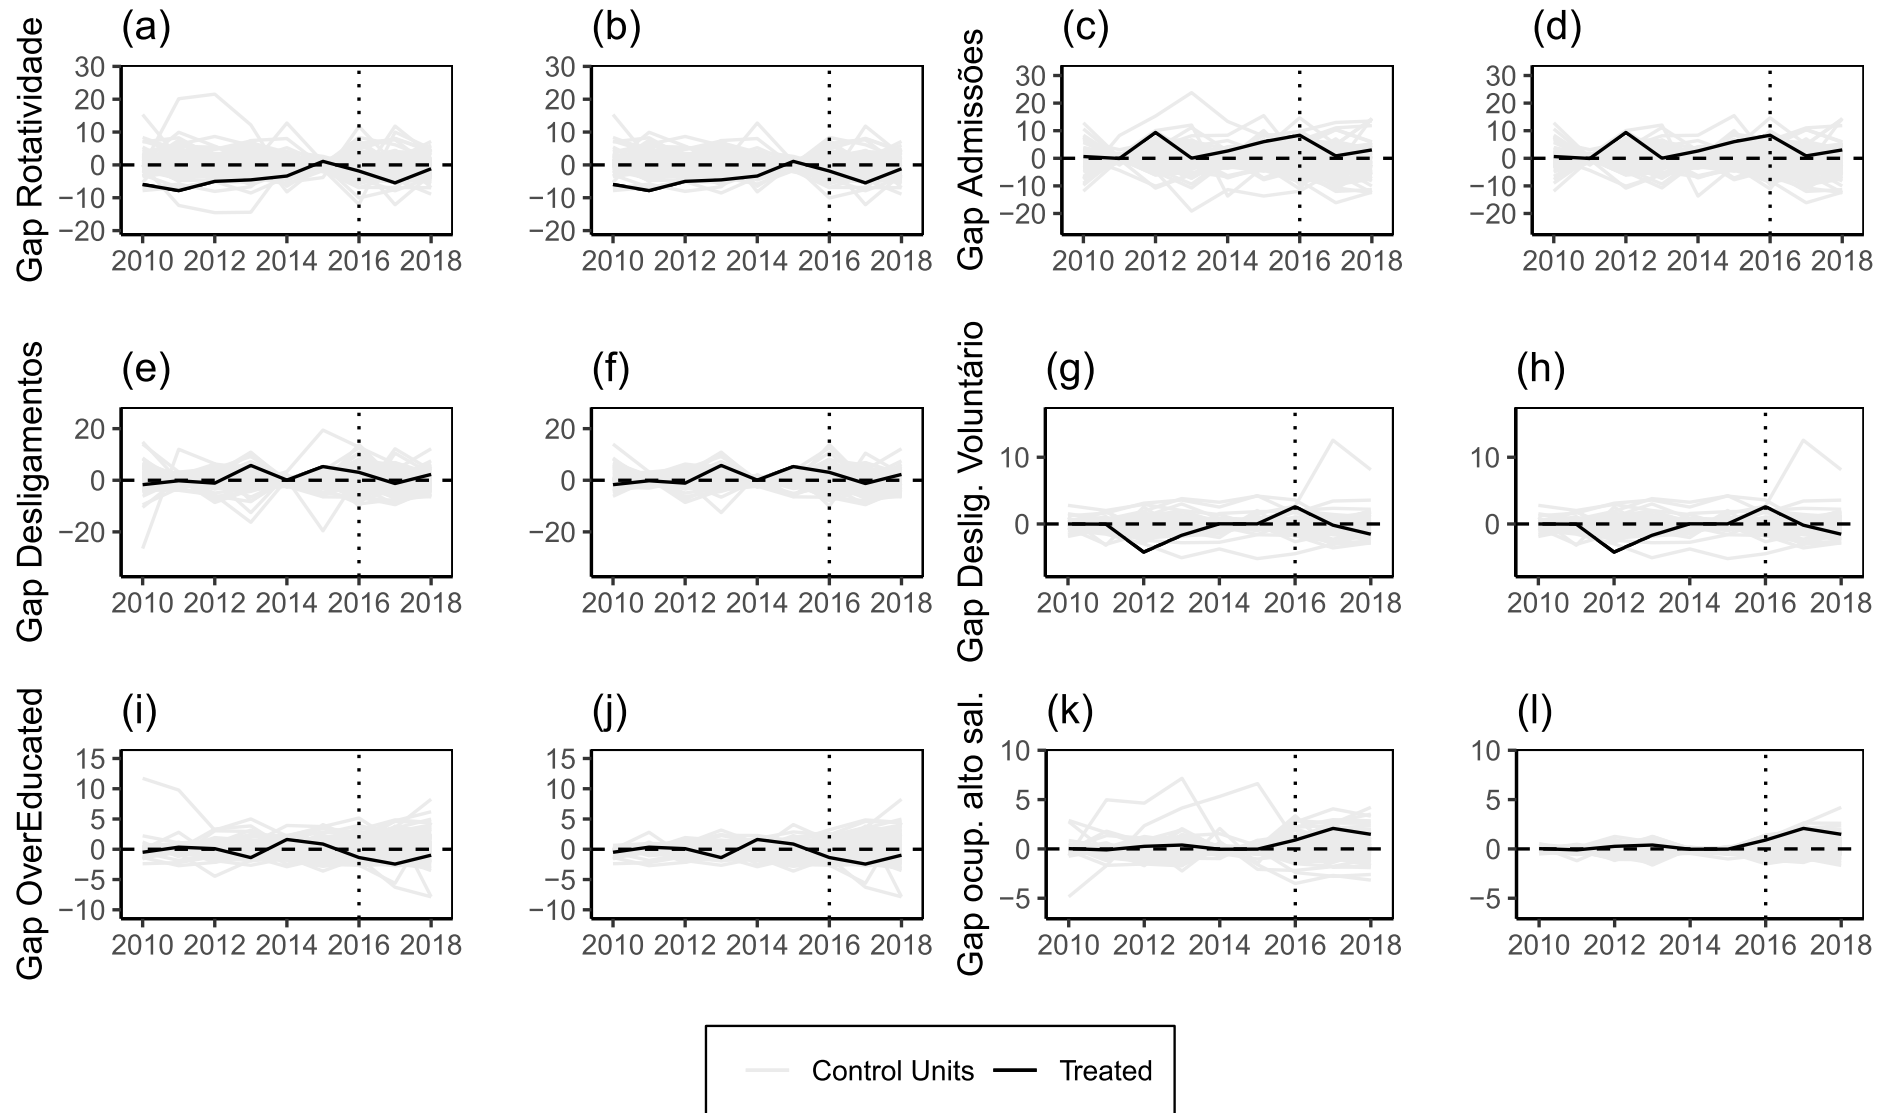 (a) (b) (c) (d)
Gap Rotatividade
30
20
10
0
−10
−20
2010 2012 2014 2016 2018
30
20
10
0
−10
−20
2010 2012 2014 2016 2018
Gap Admissões
30
20
10
0
−10
−20
2010 2012 2014 2016 2018
30
20
10
0
−10
−20
2010 2012 2014 2016 2018
(e) (f) (g) (h)
Gap Desligamentos
20
0
−20
2010 2012 2014 2016 2018
20
0
−20
2010 2012 2014 2016 2018
Gap Deslig. Voluntário
10
0
2010 2012 2014 2016 2018
10
0
2010 2012 2014 2016 2018
(i) (j) (k) (l)
Gap OverEducated
15
10
5
0
−5
−10
2010 2012 2014 2016 2018
15
10
5
0
−5
−10
2010 2012 2014 2016 2018
Gap ocup. alto sal.
10
5
0
−5
2010 2012 2014 2016 2018
10
5
0
−5
2010 2012 2014 2016 2018
Control Units Treated